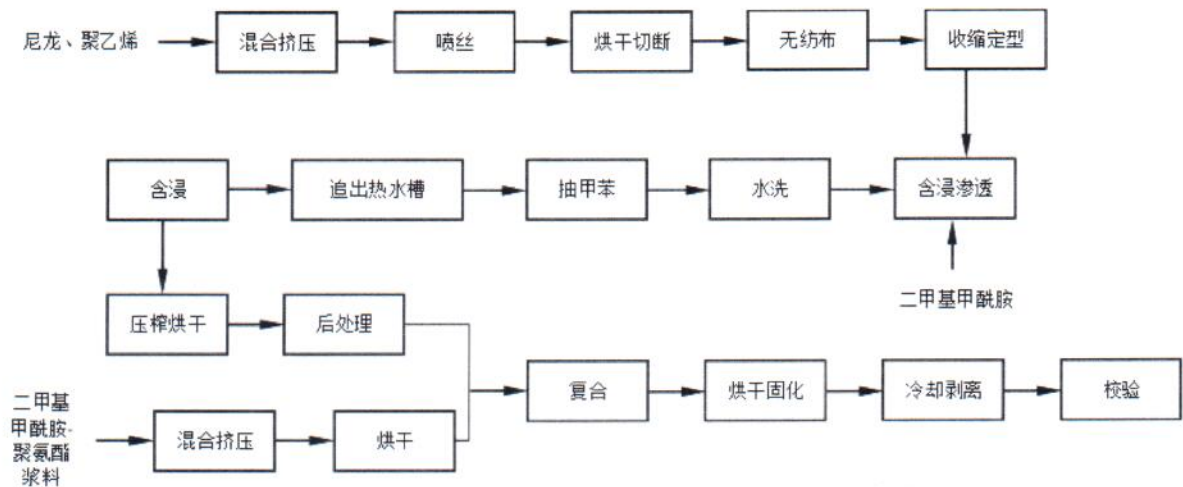 尼龙、聚乙烯
混合挤压
喷丝
烘干切断
无纺布
收缩定型
含浸
追出热水槽
抽甲苯
水洗
含浸渗透
二甲基甲酰胺
压榨烘干
后处理
复合
烘干固化
冷却剥离
校验
二甲基
甲酰胺-
聚氨酯
浆料
混合挤压
烘干